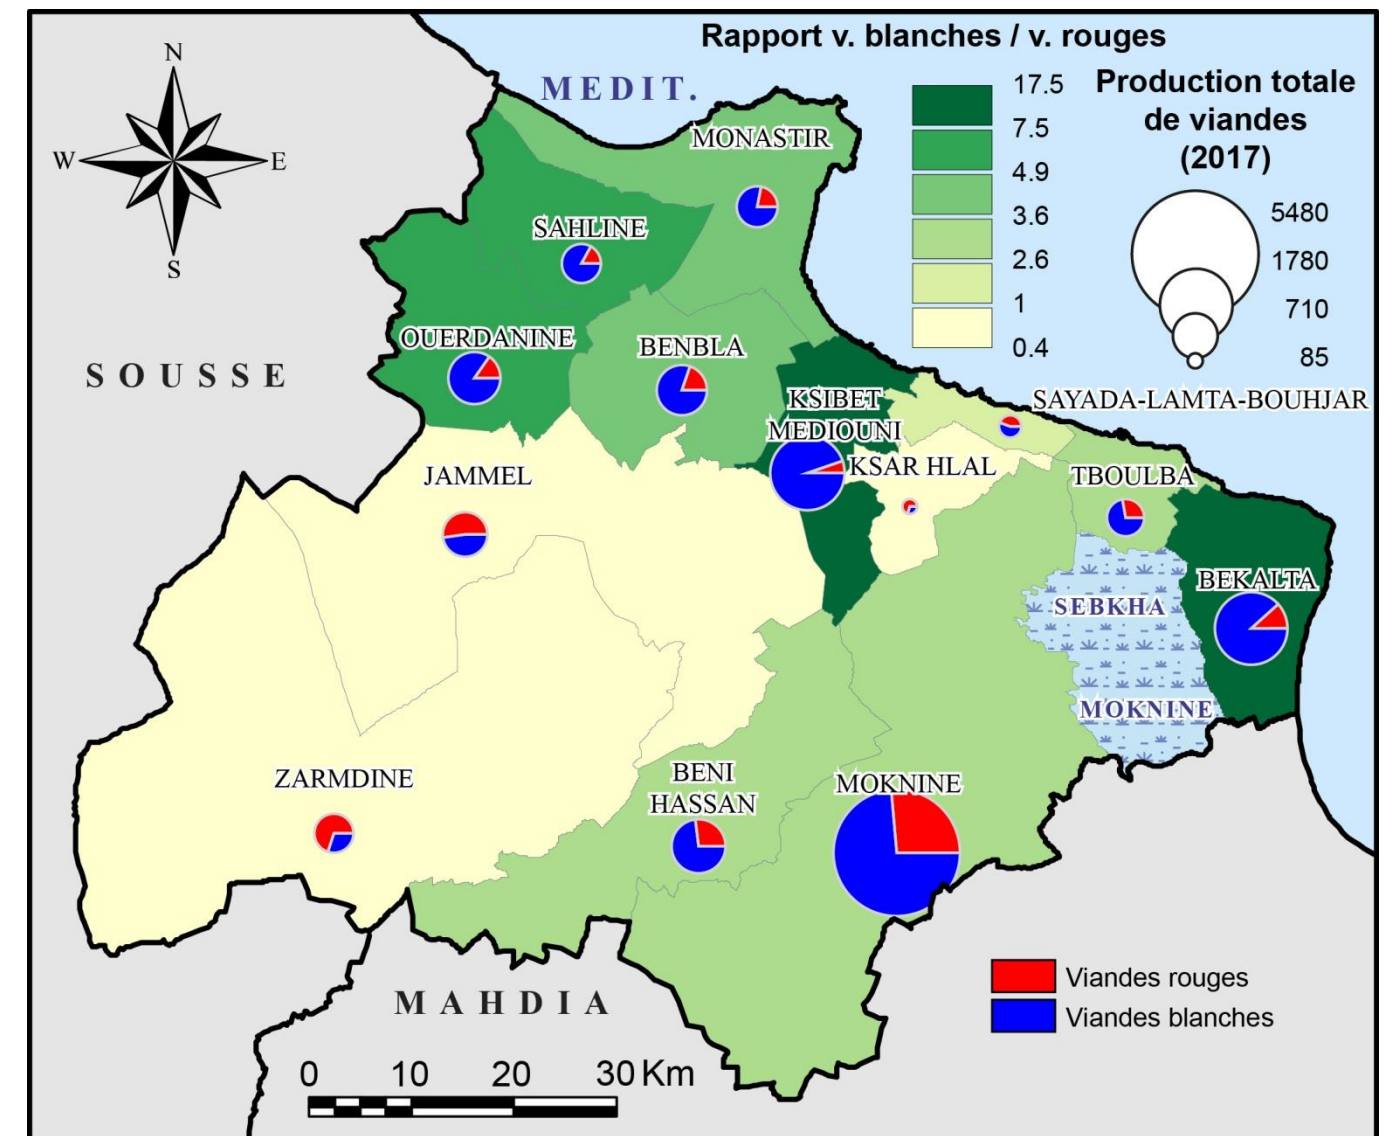 Rapport v. blanches / v. rouges
17.5
7.5
4.9
3.6
2.6
1
0.4
Production totale
de viandes
(2017)
5480
1780
710
85
N
W
E
S
MEDIT.
MONASTIR
SAHLINE
OUERDANINE
BENBLA
SOUSSE
KSIBET
MEDIOUNI
SAYADA-LAMTA-BOUHJAR
JAMMEL
KSAR HLAL
TBOULBA
BEKALTA
SEBKHA
MOKNINE
ZARMDINE
BENI
HASSAN
MOKNINE
MAHDIA
Viandes rouges
Viandes blanches
0 10 20 30 Km